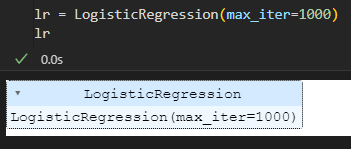 lr = LogisticRegression(max_iter=1000)
lr
0.0s
LogisticRegression
LogisticRegression(max_iter=1000)